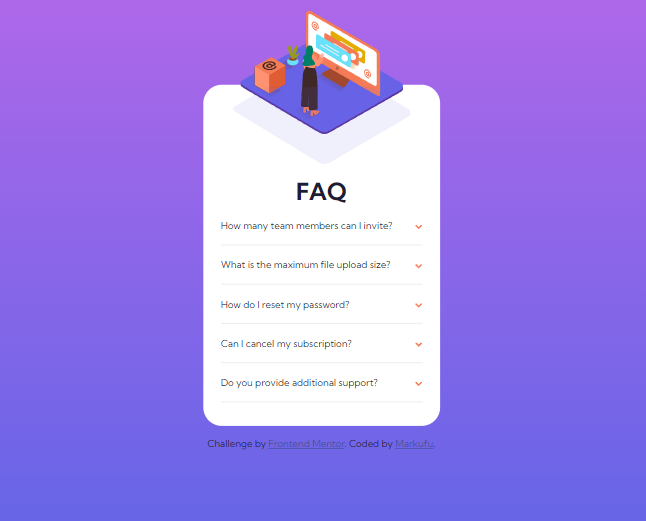 FAQ
How many team members can I invite?
What is the maximum file upload size?
How do I reset my password?
Can I cancel my subscription?
Do you provide additional support?
Challenge by Frontend Mentor. Coded by Markufu.